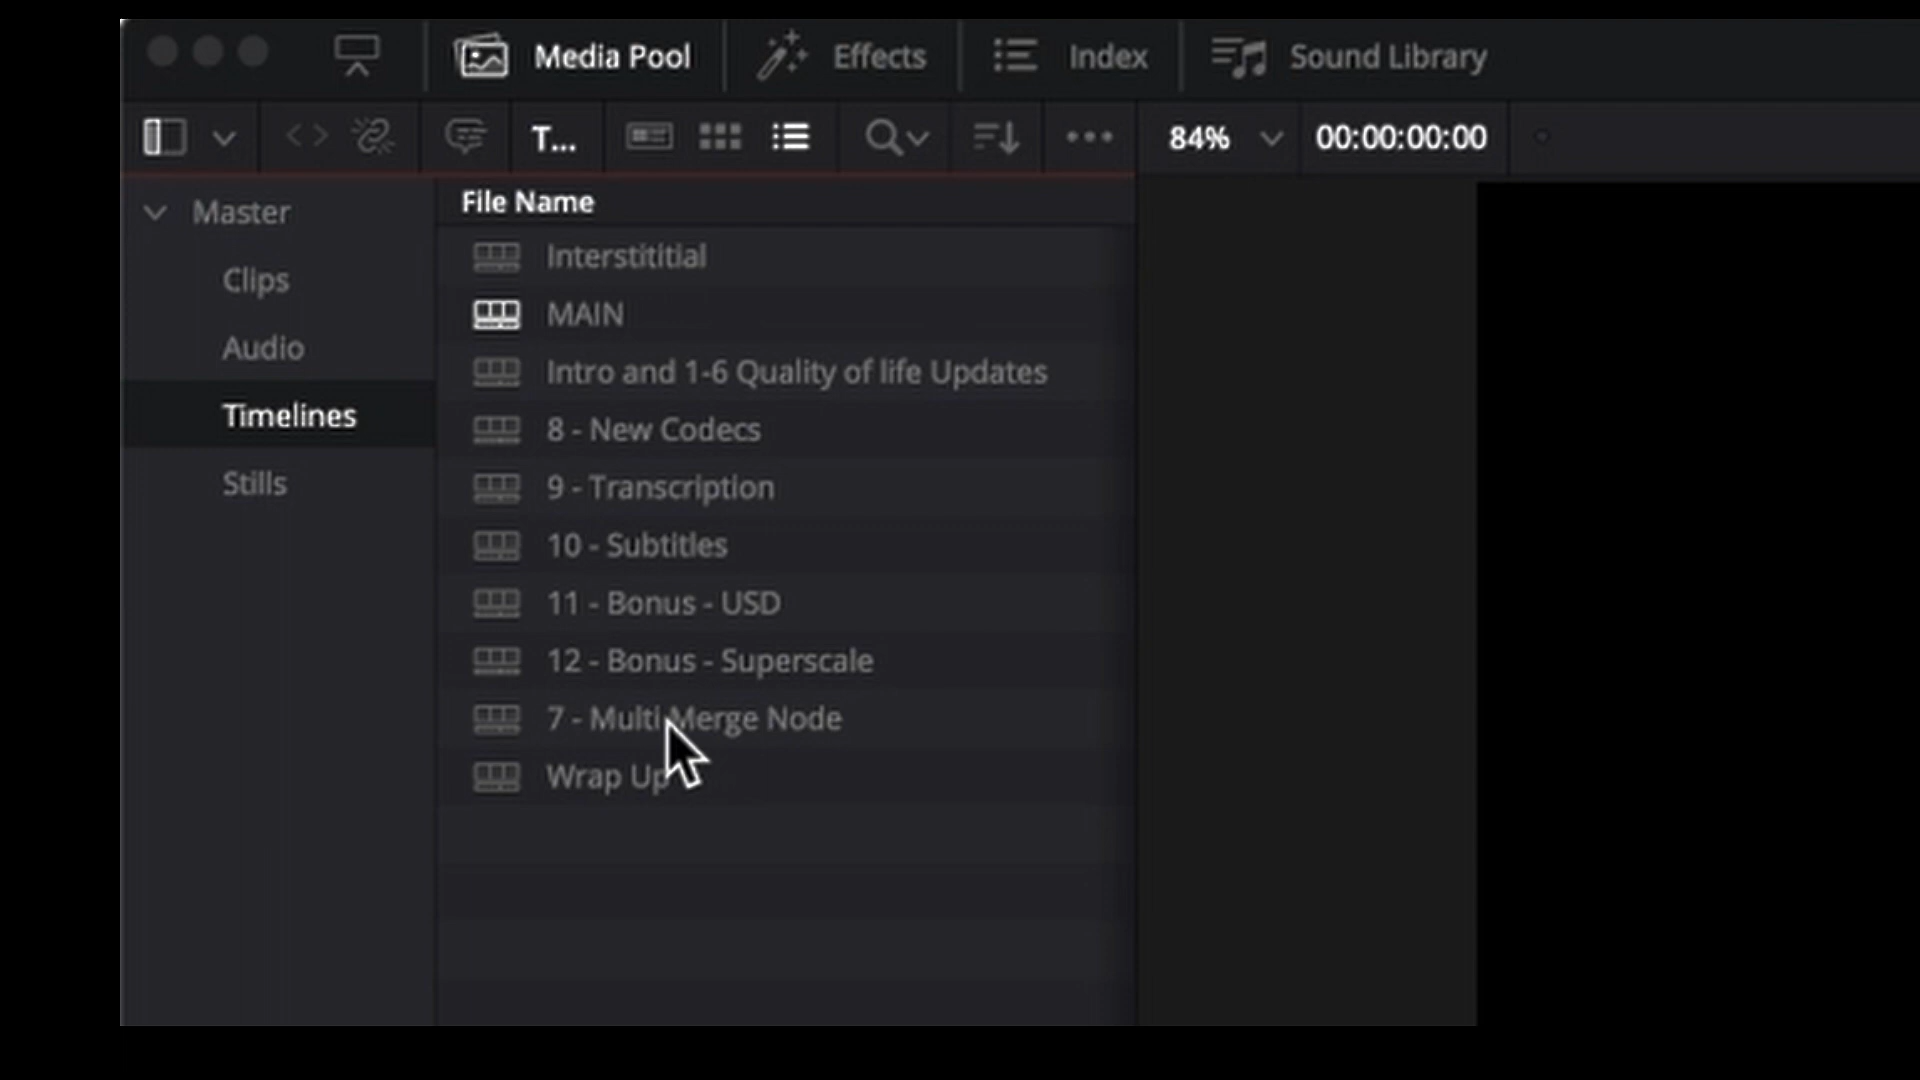 Media Pool
Effects
Index
Sound Library
T...
84%
00:00:00:00
Master
Clips
Audio
Timelines
Stills
File Name
Interstititial
MAIN
Intro and 1-6 Quality of life Updates
8 - New Codecs
9 - Transcription
10 - Subtitles
11 - Bonus - USD
12 - Bonus - Superscale
7 - Multi Merge Node
Wrap Up